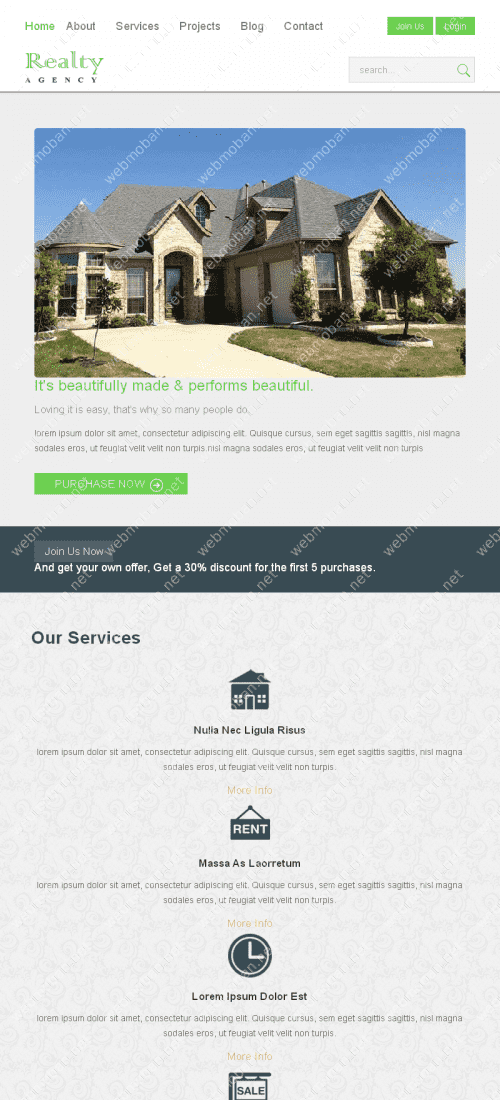 Home About Services Projects Blog Contact
Join Us Login
Realty
AGENCY
search...
It's beautifully made & performs beautiful.
Loving it is easy, that's why so many people do.
lorem ipsum dolor sit amet, consectetur adipiscing elit. Quisque cursus, sem eget sagittis sagittis, nisl magna
sodales eros, ut feugiat velit velit non turpis.nisl magna sodales eros, ut feugiat velit velit non turpis
PURCHASE NOW
Join Us Now
And get your own offer, Get a 30% discount for the first 5 purchases.
Our Services
Nulla Nec Ligula Risus
lorem ipsum dolor sit amet, consectetur adipiscing elit. Quisque cursus, sem eget sagittis sagittis, nisl magna
sodales eros, ut feugiat velit velit non turpis.
More Info
RENT
Massa As Laorretum
lorem ipsum dolor sit amet, consectetur adipiscing elit. Quisque cursus, sem eget sagittis sagittis, nisl magna
sodales eros, ut feugiat velit velit non turpis.
More Info
Lorem Ipsum Dolor Est
lorem ipsum dolor sit amet, consectetur adipiscing elit. Quisque cursus, sem eget sagittis sagittis, nisl magna
sodales eros, ut feugiat velit velit non turpis.
More Info
SALE
webmoban.net